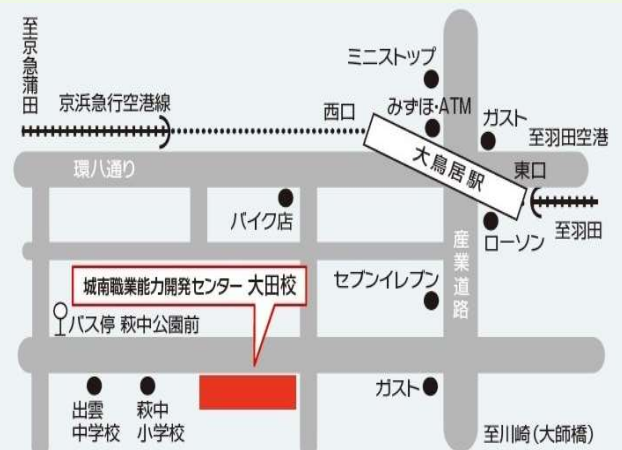 至京急蒲田
京浜急行空港線
西口
ミニストップ
みずほ・ATM
ガスト
至羽田空港
環八通り
大鳥居駅
東口
バイク店
ローソン
至羽田
産業道路
城南職業能力開発センター 大田校
セブンイレブン
バス停 萩中公園前
出雲
中学校
萩中
小学校
ガスト
至川崎(大師橋)